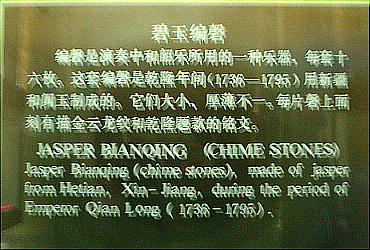 碧玉编磬
编磬是演奏中和韶乐所用的一种乐器，每套十
六枚。这套编磬是乾隆年间(1736—1795)用新疆
和阗玉制成的。它们大小、厚薄不一。每片磬上面
刻有描金云龙纹和乾隆题款的铭文。
JASPER BIANQING (CHIME STONES)
Jasper Bianqing (chime stones), made of jasper
from Hetian, Xin-Jiang, during the period of
Emperor Qian Long (1736-1795).